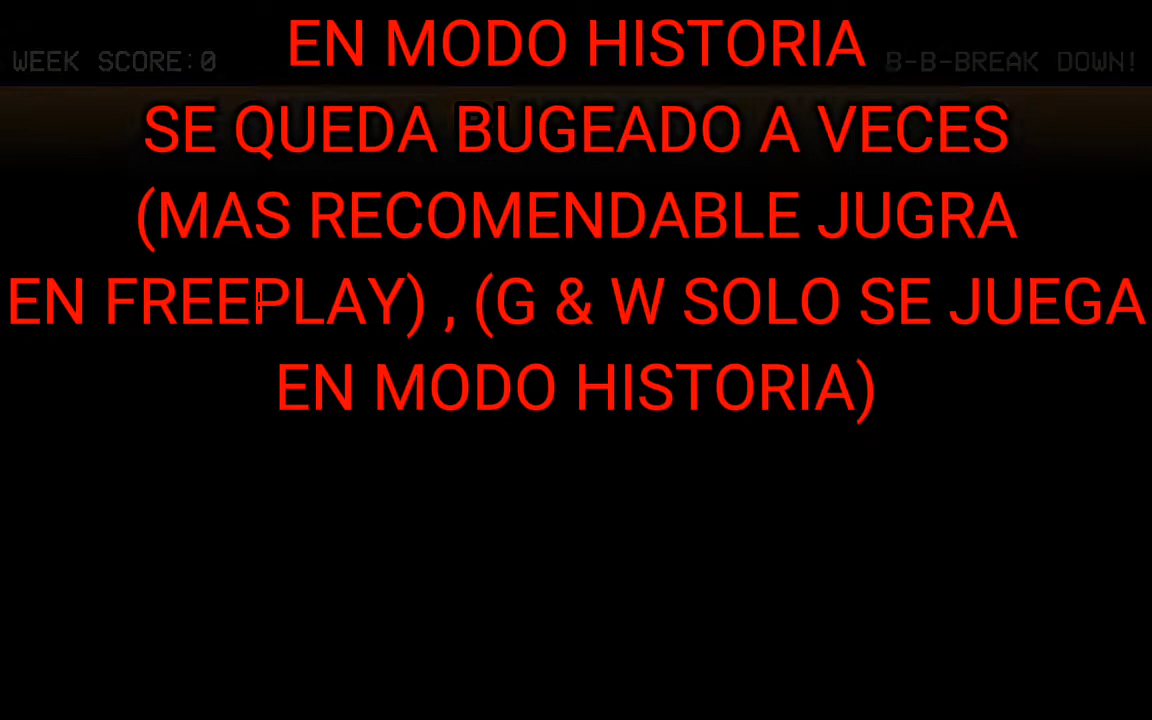 EN MODO HISTORIA
WEEK SCORE:0
B-B-BREAK DOWN!
SE QUEDA BUGEADO A VECES
(MAS RECOMENDABLE JUGRA
EN FREEPLAY) , (G & W SOLO SE JUEGA
EN MODO HISTORIA)